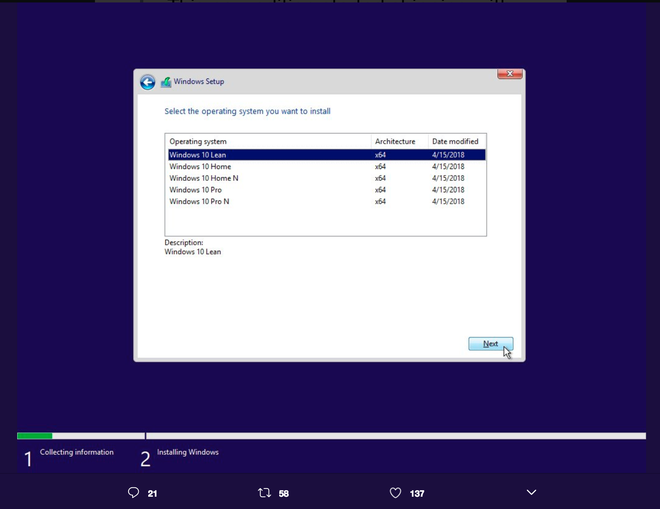 Windows Setup
Select the operating system you want to install
Operating system Architecture Date modified
Windows 10 Lean x64 4/15/2018
Windows 10 Home x64 4/15/2018
Windows 10 Home N x64 4/15/2018
Windows 10 Pro x64 4/15/2018
Windows 10 Pro N x64 4/15/2018
Description:
Windows 10 Lean
Next
1 Collecting information 2 Installing Windows
21 58 137